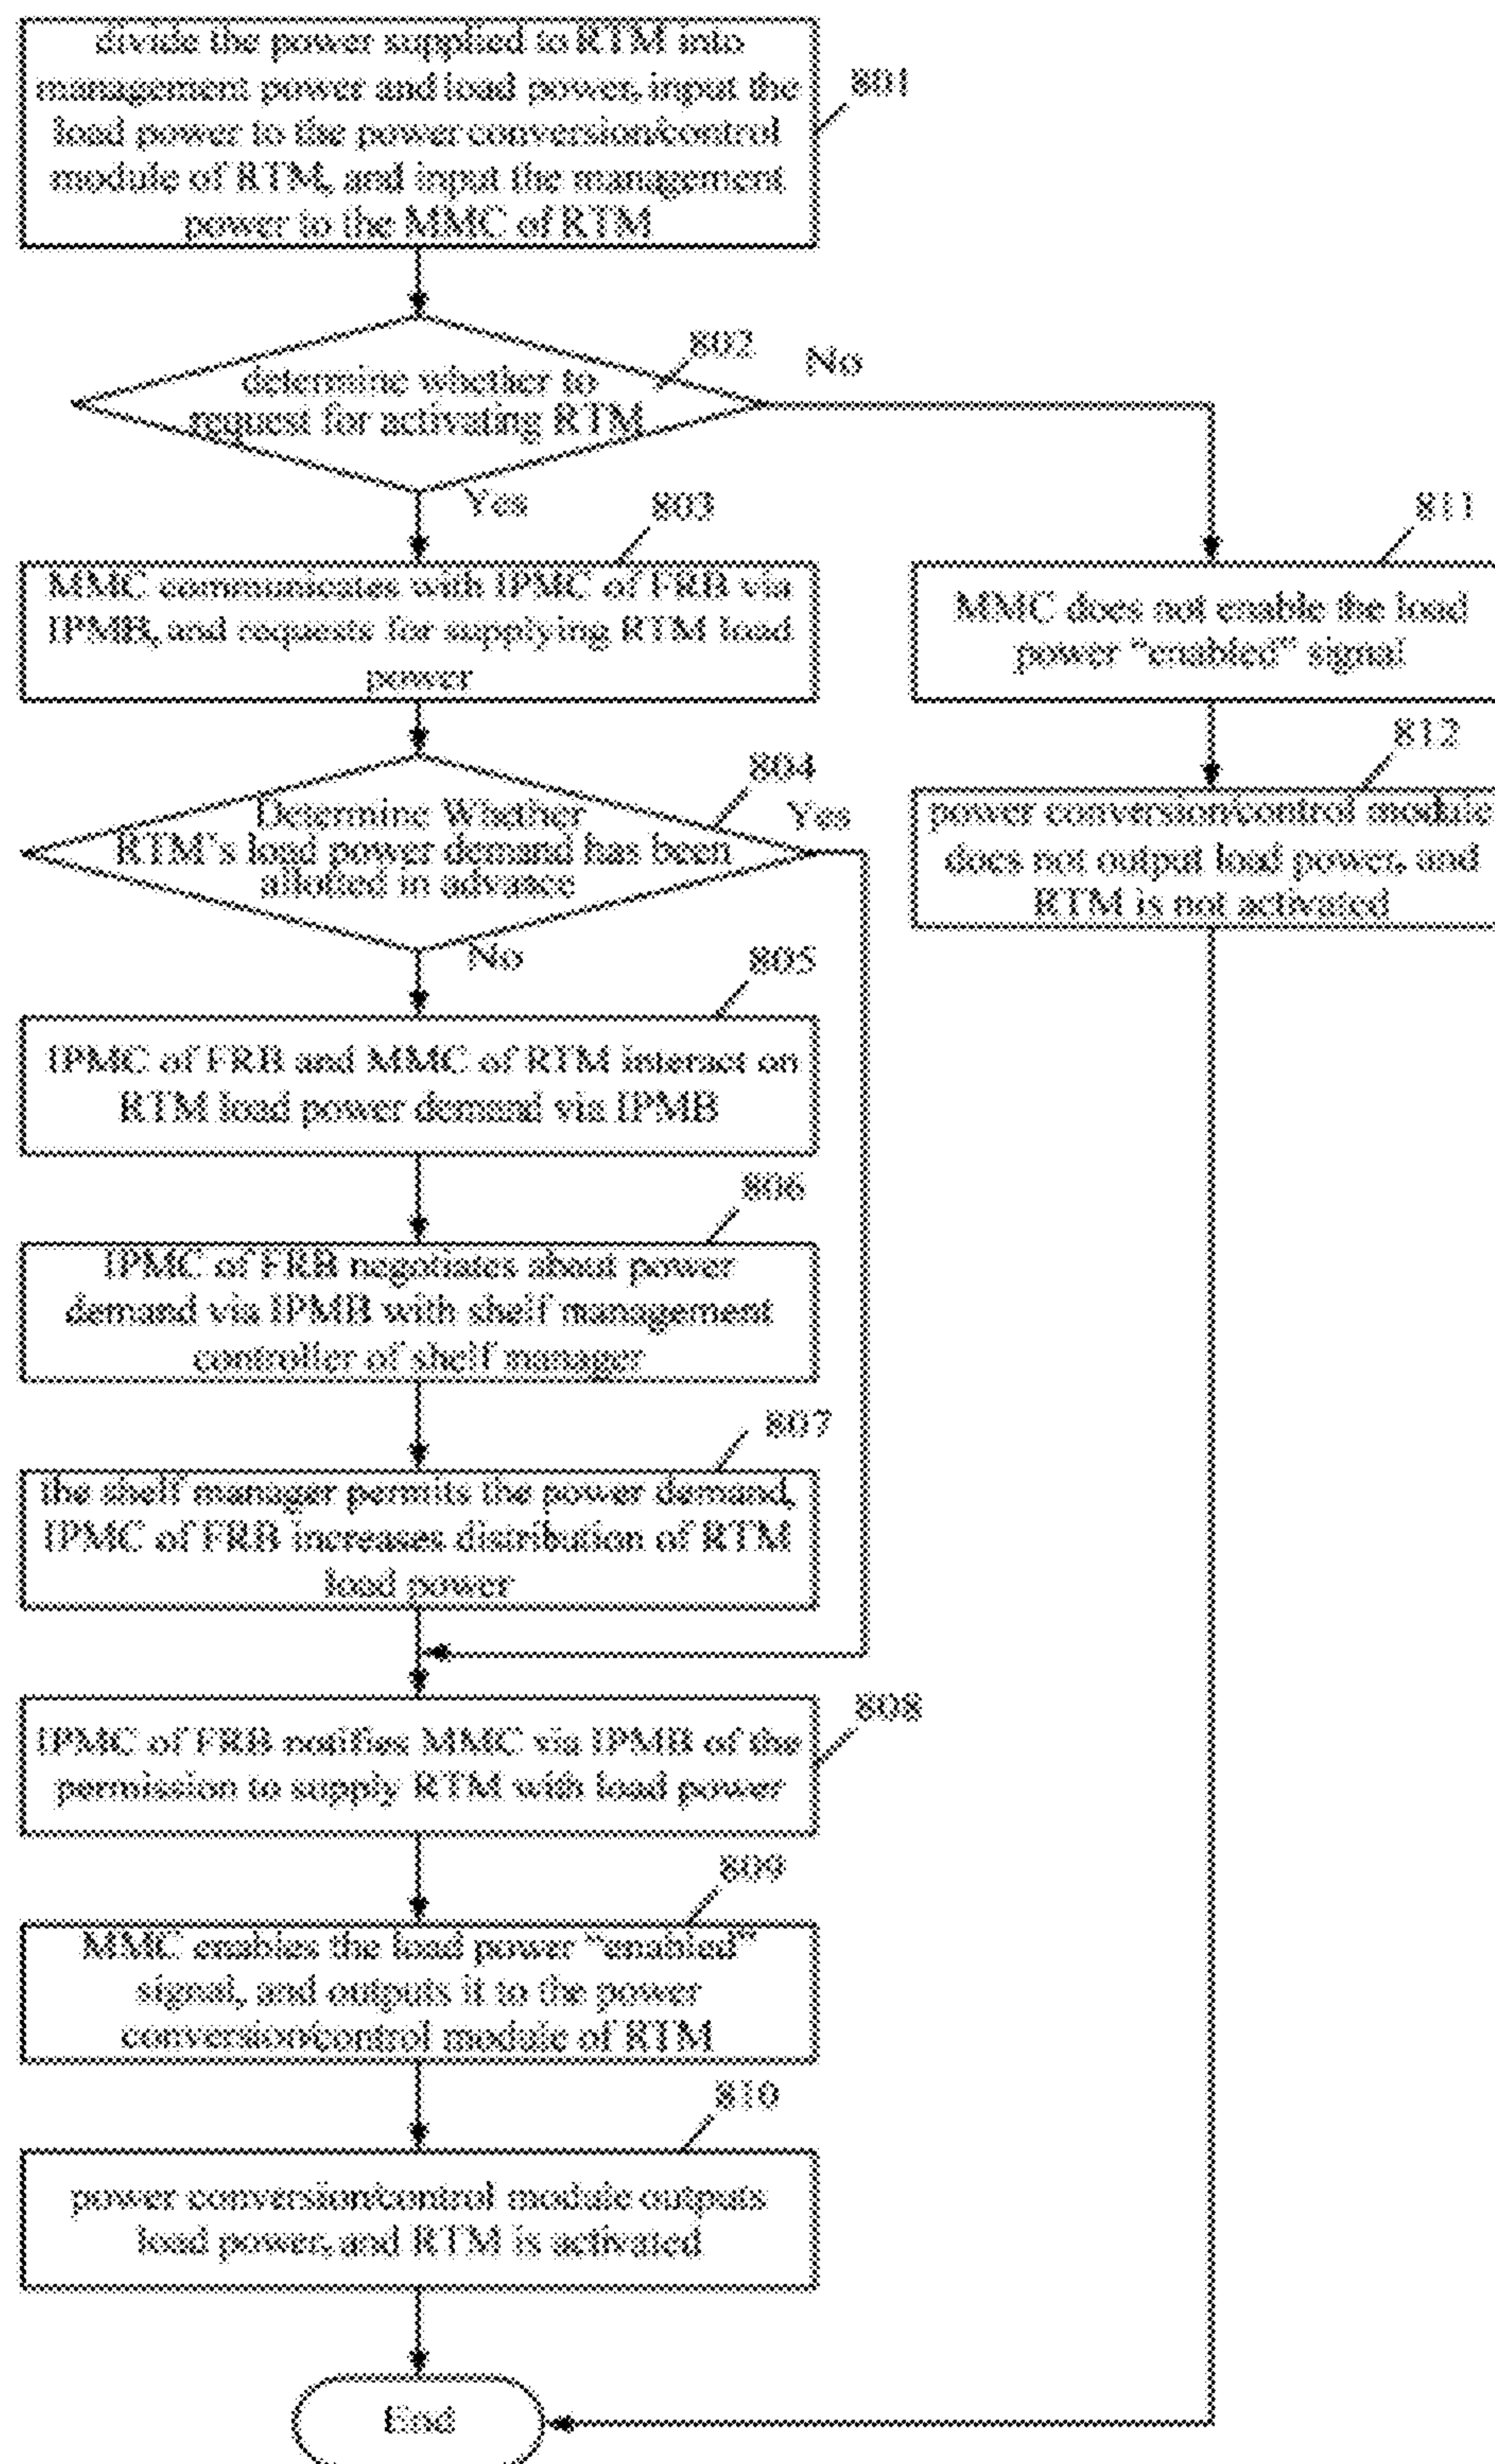 divide the power supplied to RTM into
management power and load power, input the
load power to the power conversion/control
module of RTM, and input the management
power to the MMC of RTM
801
802
No
determine whether to
request for activating RTM
Yes
803
811
MMC communicates with IPMC of FRB via
IPMB, and requests for supplying RTM load
power
MMC does not enable the load
power “enabled” signal
812
804
Yes
Determine Whether
RTM's load power demand has been
alloted in advance
power conversion/control module
does not output load power, and
RTM is not activated
No
805
IPMC of FRB and MMC of RTM interact on
RTM load power demand via IPMB
806
IPMC of FRB negotiates about power
demand via IPMB with shelf management
controller of shelf manager
807
the shelf manager permits the power demand,
IPMC of FRB increases distribution of RTM
load power
808
IPMC of FRB notifies MMC via IPMB of the
permission to supply RTM with load power
809
MMC enables the load power “enabled”
signal, and outputs it to the power
conversion/control module of RTM
810
power conversion/control module outputs
load power, and RTM is activated
End